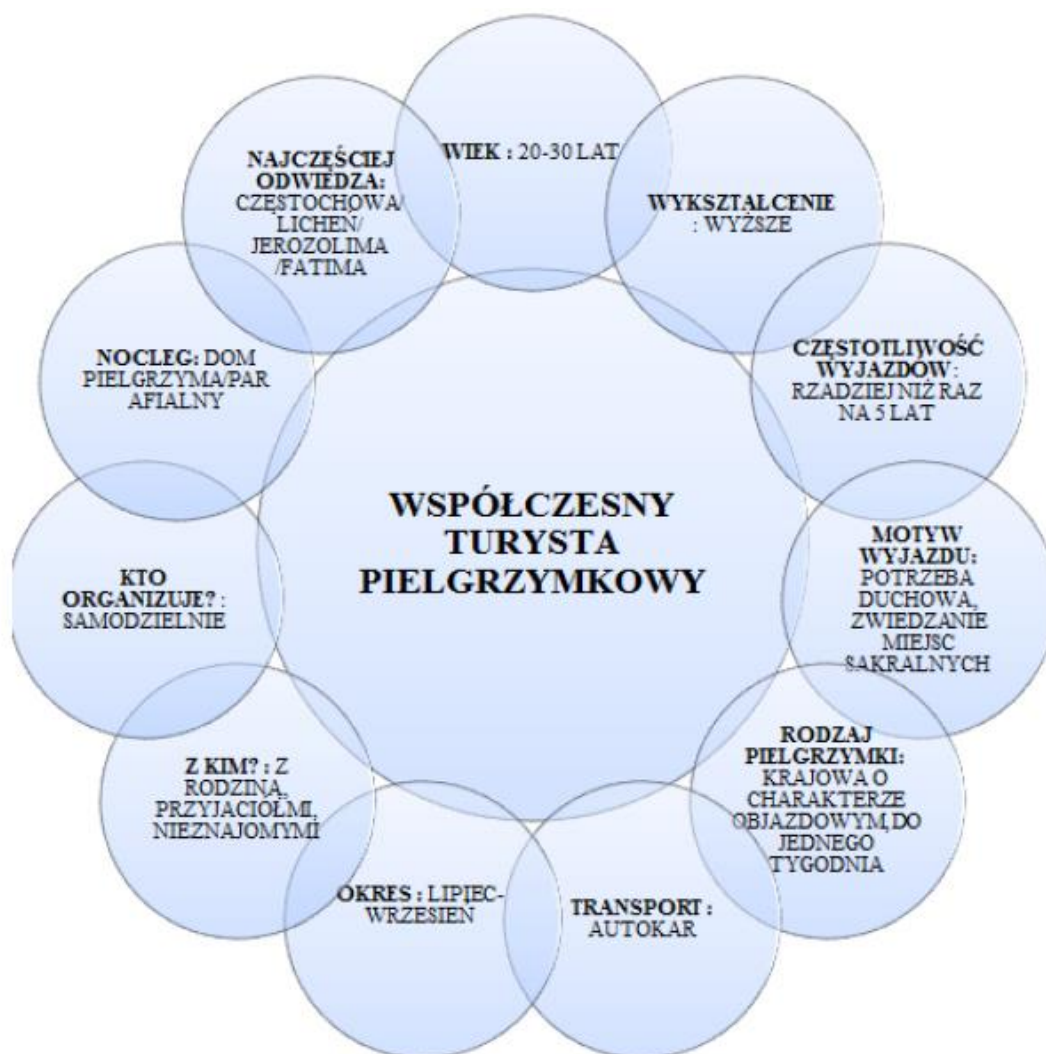 WIEK : 20-30 LAT
WYKSZTAŁCENIE
: WYŻSZE
CZĘSTOTLIWOŚĆ
WYJAZDÓW:
RZADZIEJ NIŻ RAZ
NA 5 LAT
MOTYW
WYJAZDU:
POTRZEBA
DUCHOWA,
ZWIEDZANIE
MIEJSC
SAKRALNYCH
RODZAJ
PIELGRZYMKI:
KRAJOWA O
CHARAKTERZE
OBJAZDOWYM,DO
JEDNEGO
TYGODNIA
TRANSPORT :
AUTOKAR
OKRES : LIPIEC-
WRZESIEŃ
Z KIM? : Z
RODZINĄ,
PRZYJACIÓŁMI,
NIEZNAJOMYMI
KTO
ORGANIZUJE? :
SAMODZIELNIE
NOCLEG: DOM
PIELGRZYMA/PAR
AFIALNY
NAJCZĘŚCIEJ
ODWIEDZA:
CZĘSTOCHOWA/
LICHEŃ/
JEROZOLIMA
/FATIMA
WSPÓŁCZESNY
TURYSTA
PIELGRZYMKOWY